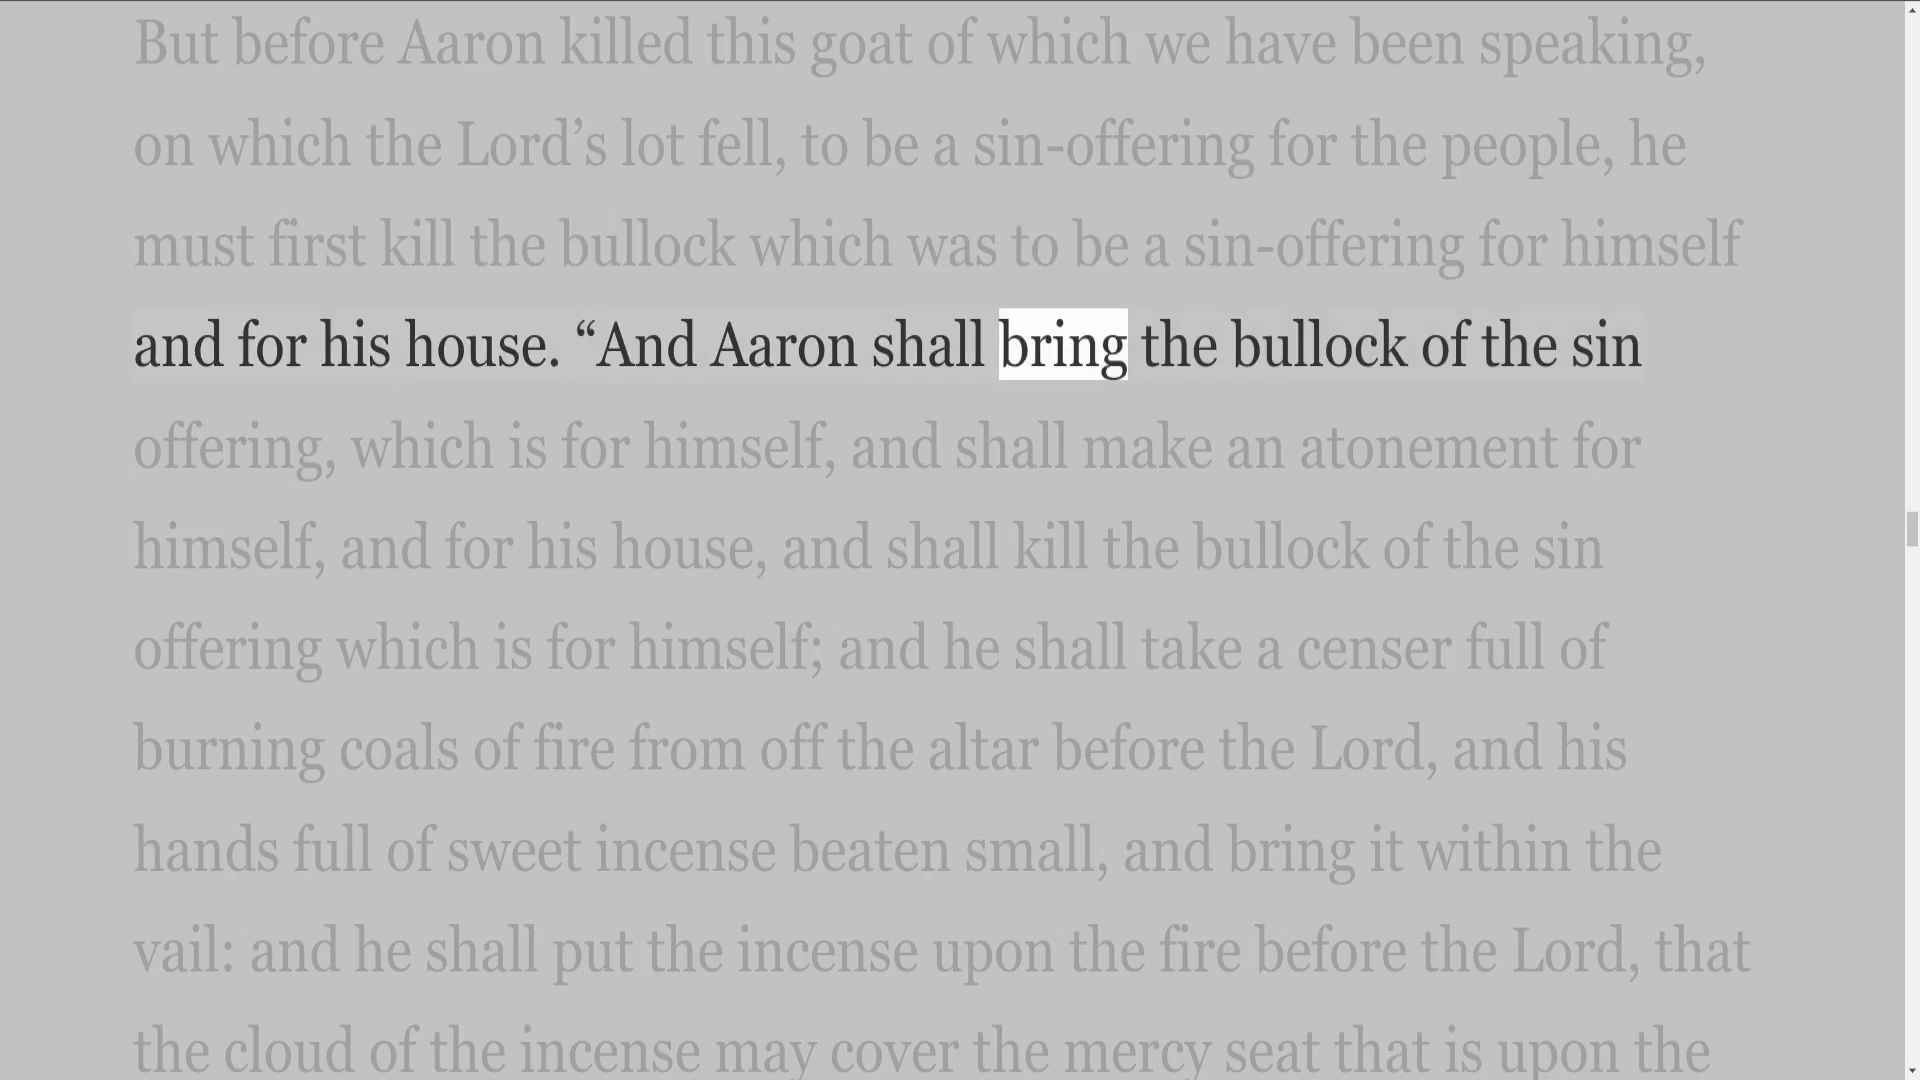 But before Aaron killed this goat of which we have been speaking,
on which the Lord’s lot fell, to be a sin-offering for the people, he
must first kill the bullock which was to be a sin-offering for himself
and for his house. “And Aaron shall bring the bullock of the sin
offering, which is for himself, and shall make an atonement for
himself, and for his house, and shall kill the bullock of the sin
offering which is for himself; and he shall take a censer full of
burning coals of fire from off the altar before the Lord, and his
hands full of sweet incense beaten small, and bring it within the
vail: and he shall put the incense upon the fire before the Lord, that
the cloud of the incense may cover the mercy seat that is upon the